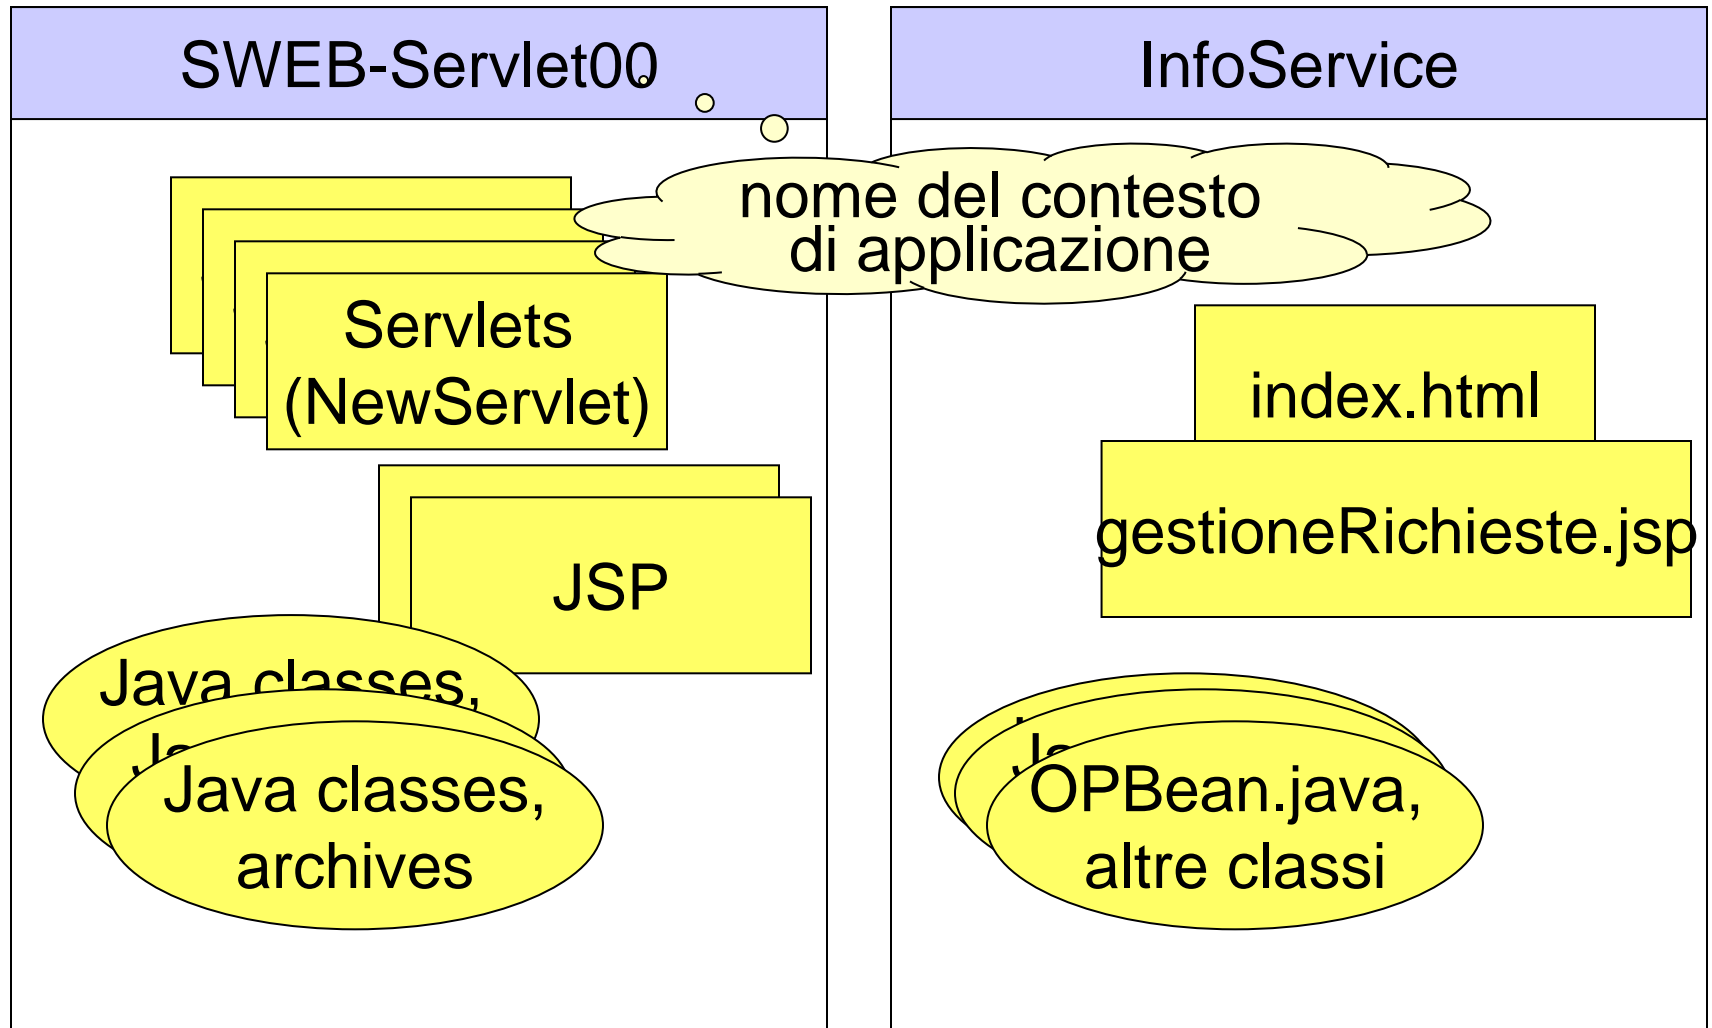 SWEB-Servlet00
InfoService
nome del contesto
di applicazione
Servlets
(NewServlet)
index.html
gestioneRichieste.jsp
JSP
Java classes,
Java classes,
archives
OPBean.java,
altre classi